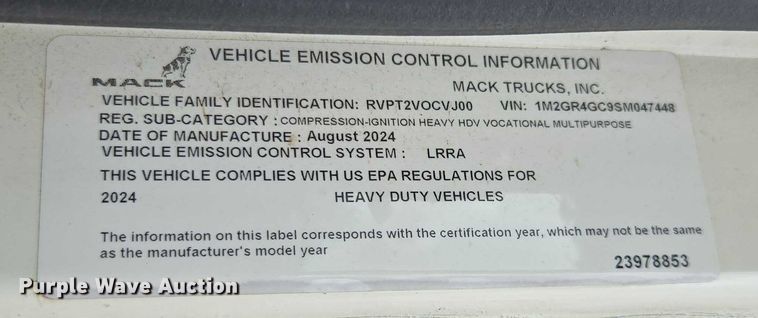 VEHICLE EMISSION CONTROL INFORMATION
MACK
MACK TRUCKS, INC.
VEHICLE FAMILY IDENTIFICATION: RVPT2VOCVJ00 VIN: 1M2GR4GC9SM047448
REG. SUB-CATEGORY : COMPRESSION-IGNITION HEAVY HDV VOCATIONAL MULTIPURPOSE
DATE OF MANUFACTURE : August 2024
VEHICLE EMISSION CONTROL SYSTEM : LRRA
THIS VEHICLE COMPLIES WITH US EPA REGULATIONS FOR
2024 HEAVY DUTY VEHICLES
The information on this label corresponds with the certification year, which may not be the same
as the manufacturer's model year
23978853
Purple Wave Auction